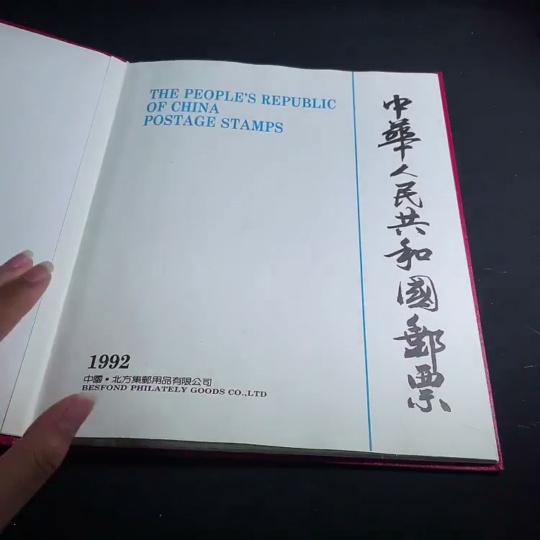 THE PEOPLE'S REPUBLIC
OF CHINA
POSTAGE STAMPS
中華人民共和國郵票
1992
中國·北方集郵用品有限公司
BESFOND PHILATELY GOODS CO.,LTD